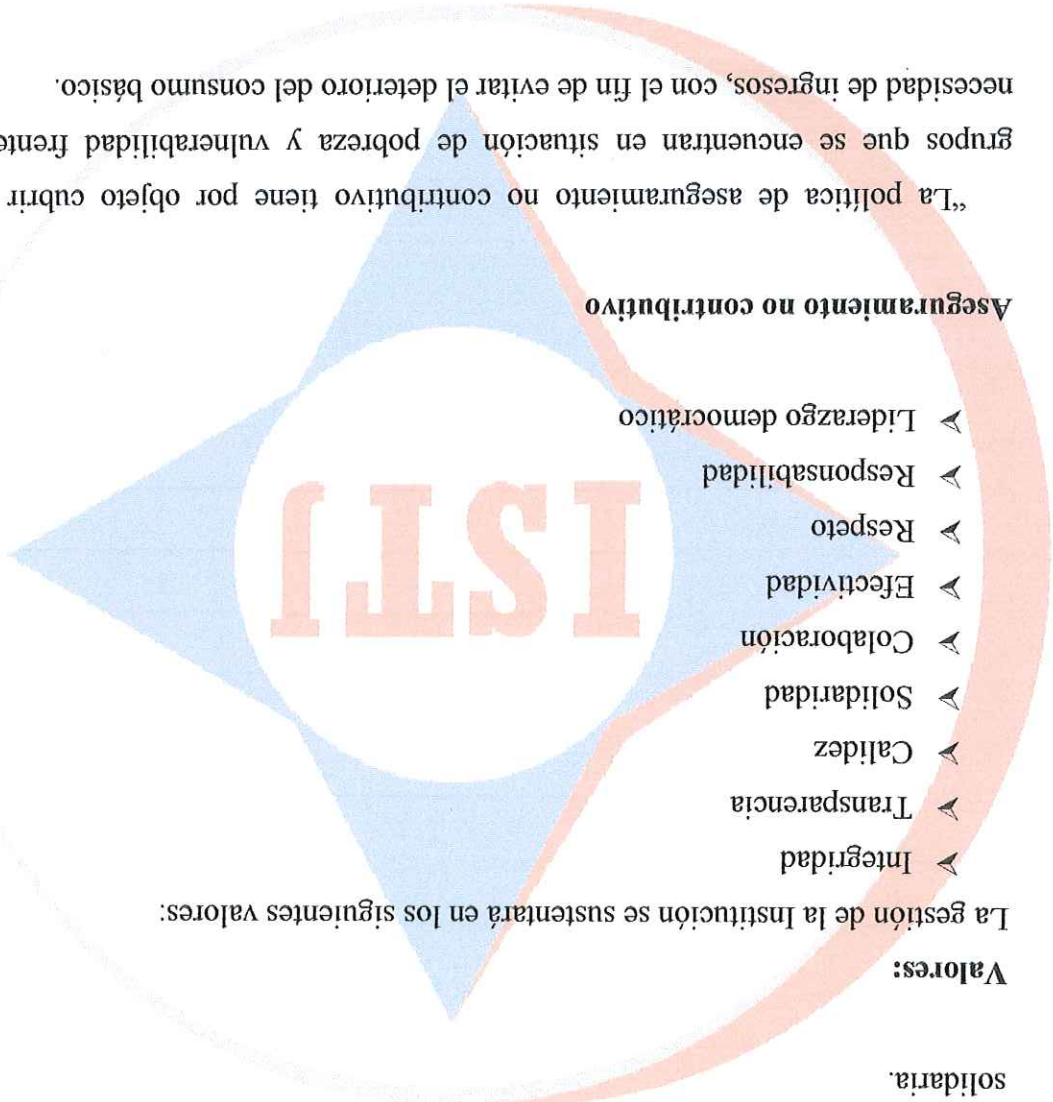 solidaria.
Valores:
La gestión de la Institución se sustentará en los siguientes valores:
➤ Integridad
➤ Transparencia
➤ Calidez
➤ Solidaridad
➤ Colaboración
➤ Efectividad
➤ Respeto
➤ Responsabilidad
➤ Liderazgo democrático
ISTJ
Aseguramiento no contributivo
“La política de aseguramiento no contributivo tiene por objeto cubrir
grupos que se encuentran en situación de pobreza y vulnerabilidad frente
necesidad de ingresos, con el fin de evitar el deterioro del consumo básico.